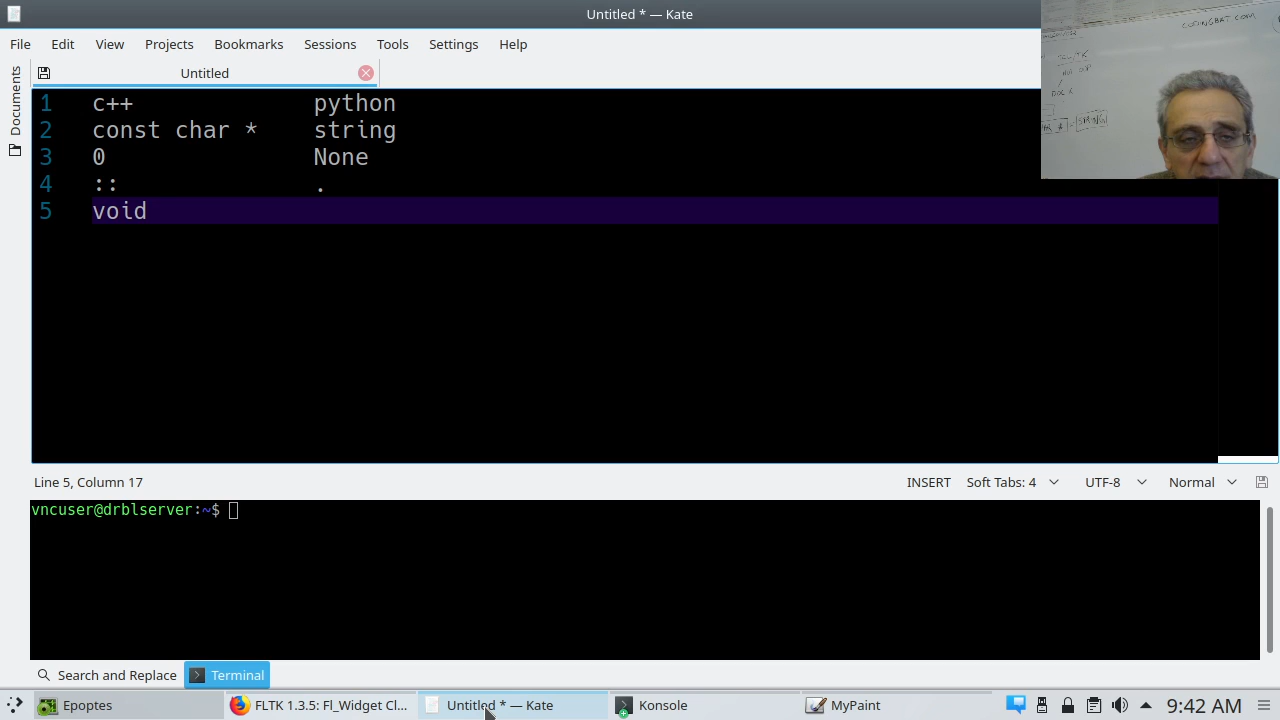 Untitled * — Kate
File Edit View Projects Bookmarks Sessions Tools Settings Help
CODINGBAT.COM
Documents
Untitled
1 c++ python
2 const char * string
3 0 None
4 :: .
5 void
Line 5, Column 17 INSERT Soft Tabs: 4 UTF-8 Normal
vncuser@drblserver:~$
Search and Replace Terminal
Epoptes FLTK 1.3.5: Fl_Widget Cl... Untitled * — Kate Konsole MyPaint 9:42 AM